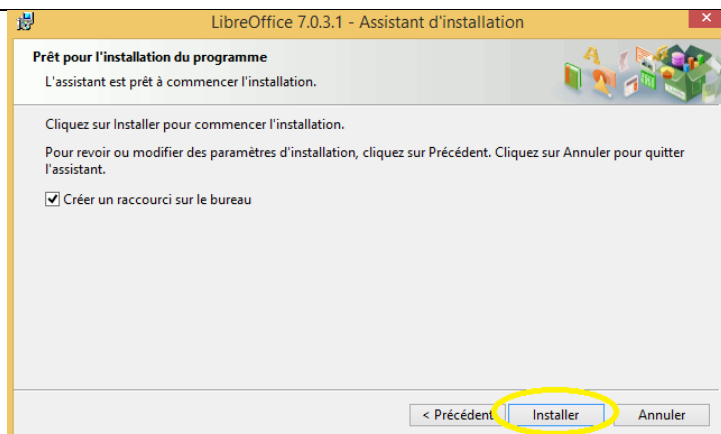 LibreOffice 7.0.3.1 - Assistant d'installation
Prêt pour l'installation du programme
L'assistant est prêt à commencer l'installation.
Cliquez sur Installer pour commencer l'installation.
Pour revoir ou modifier des paramètres d'installation, cliquez sur Précédent. Cliquez sur Annuler pour quitter
l'assistant.
Créer un raccourci sur le bureau
< Précédent Installer Annuler